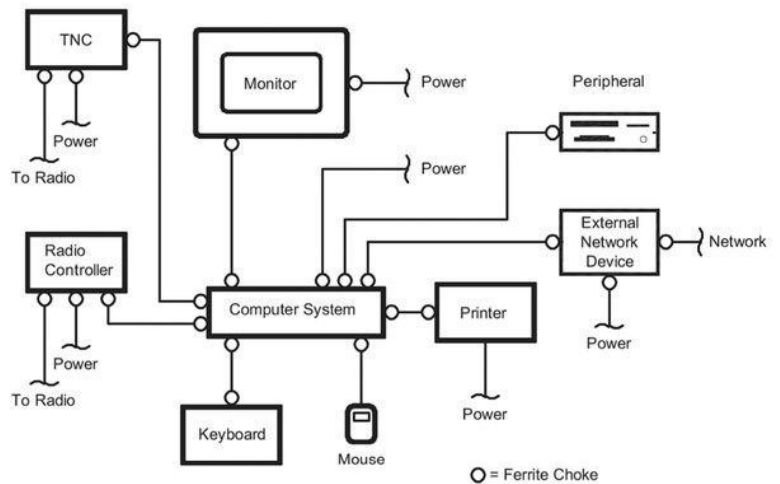 TNC
Power
To Radio
Monitor
Power
Power
Peripheral
External
Network
Device
Network
Power
Radio
Controller
Power
To Radio
Computer System
Printer
Power
Keyboard
Mouse
= Ferrite Choke